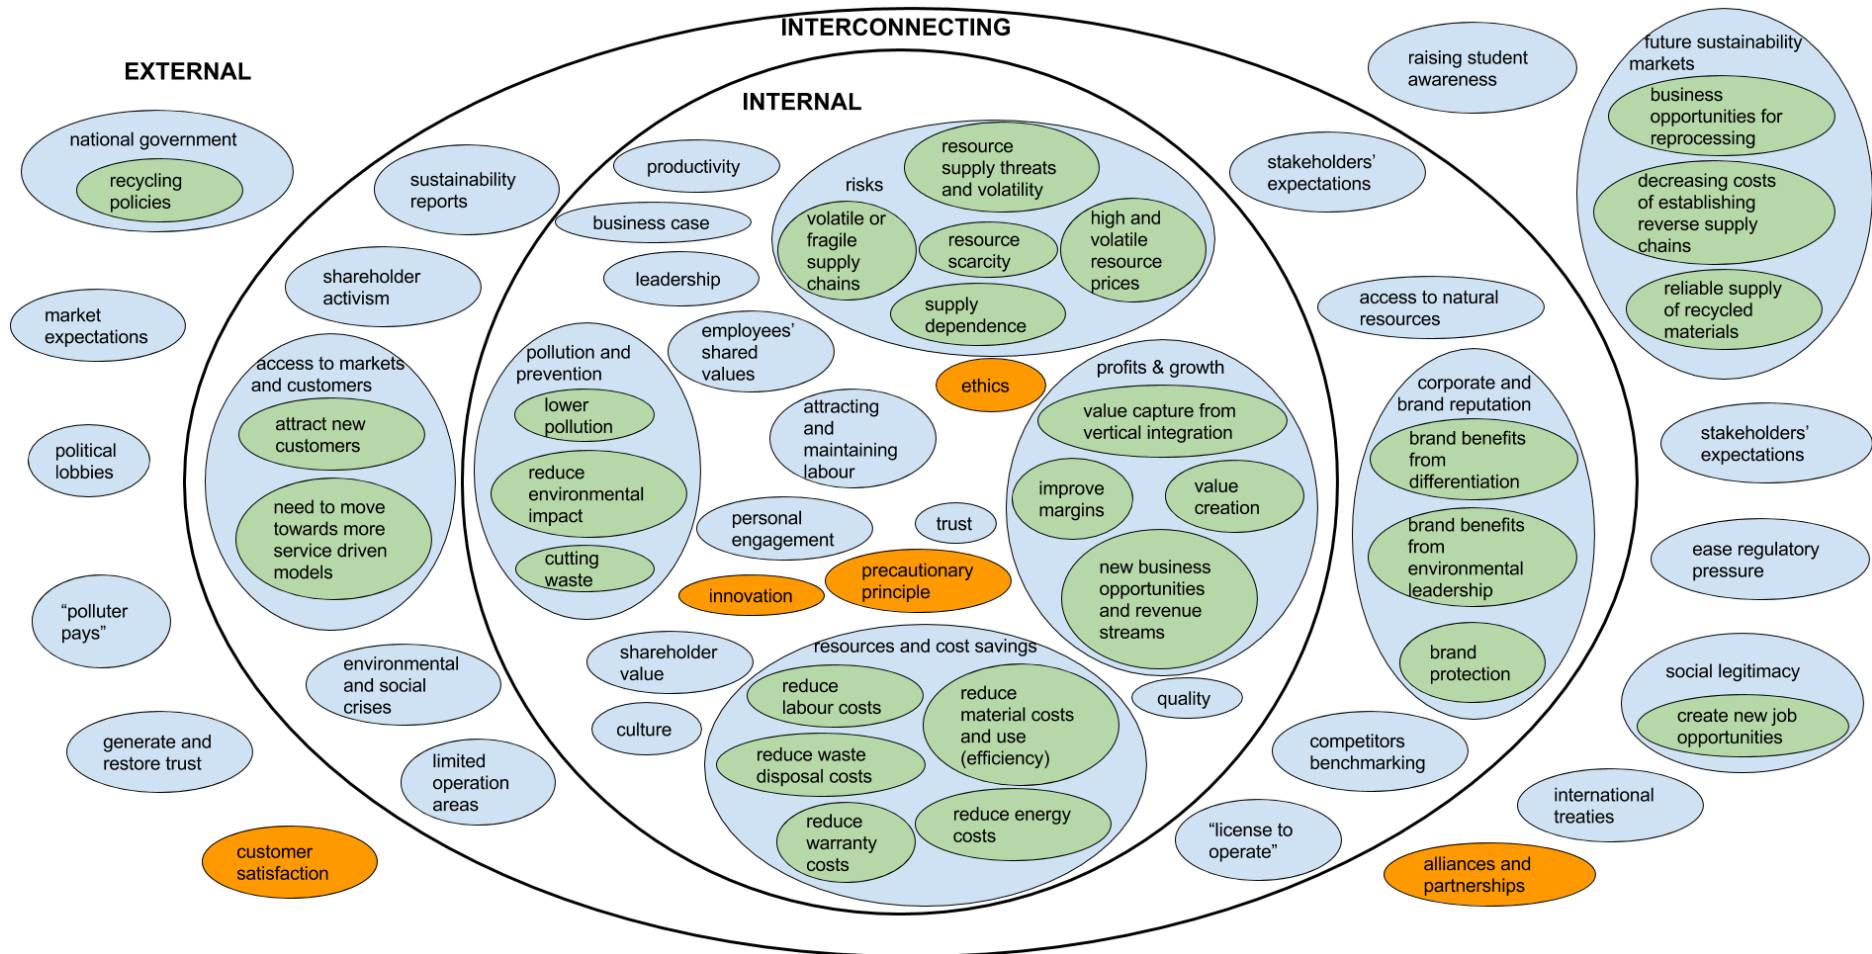 INTERCONNECTING
EXTERNAL
INTERNAL
national government
recycling
policies
market
expectations
political
lobbies
“polluter
pays”
generate and
restore trust
customer
satisfaction
sustainability
reports
shareholder
activism
access to markets
and customers
attract new
customers
need to move
towards more
service driven
models
environmental
and social
crises
limited
operation
areas
productivity
business case
leadership
employees’
shared
values
pollution and
prevention
lower
pollution
reduce
environmental
impact
cutting
waste
attracting
and
maintaining
labour
personal
engagement
trust
innovation
precautionary
principle
ethics
shareholder
value
culture
risks
resource
supply threats
and volatility
volatile or
fragile
supply
chains
resource
scarcity
high and
volatile
resource
prices
supply
dependence
profits & growth
value capture from
vertical integration
improve
margins
value
creation
new business
opportunities
and revenue
streams
resources and cost savings
reduce
labour costs
reduce
material costs
and use
(efficiency)
reduce waste
disposal costs
reduce
warranty
costs
reduce energy
costs
quality
stakeholders’
expectations
access to natural
resources
corporate and
brand reputation
brand benefits
from
differentiation
brand benefits
from
environmental
leadership
brand
protection
competitors
benchmarking
“license to
operate”
raising student
awareness
future sustainability
markets
business
opportunities for
reprocessing
decreasing costs
of establishing
reverse supply
chains
reliable supply
of recycled
materials
stakeholders’
expectations
ease regulatory
pressure
social legitimacy
create new job
opportunities
international
treaties
alliances and
partnerships